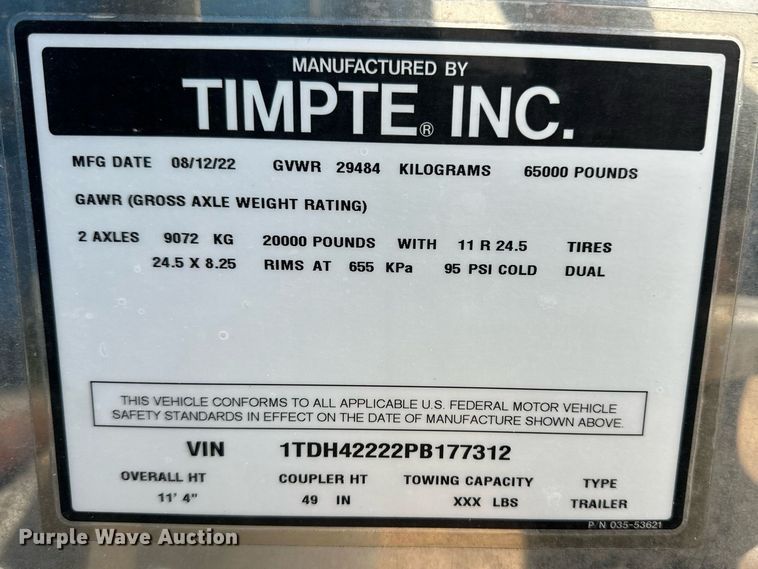 MANUFACTURED BY
TIMPTE® INC.
MFG DATE 08/12/22 GVWR 29484 KILOGRAMS 65000 POUNDS
GAWR (GROSS AXLE WEIGHT RATING)
2 AXLES 9072 KG 20000 POUNDS WITH 11 R 24.5 TIRES
24.5 X 8.25 RIMS AT 655 KPa 95 PSI COLD DUAL
THIS VEHICLE CONFORMS TO ALL APPLICABLE U.S. FEDERAL MOTOR VEHICLE
SAFETY STANDARDS IN EFFECT ON THE DATE OF MANUFACTURE SHOWN ABOVE.
VIN 1TDH42222PB177312
OVERALL HT COUPLER HT TOWING CAPACITY TYPE
11' 4" 49 IN XXX LBS TRAILER
P/N 035-53621
Purple Wave Auction